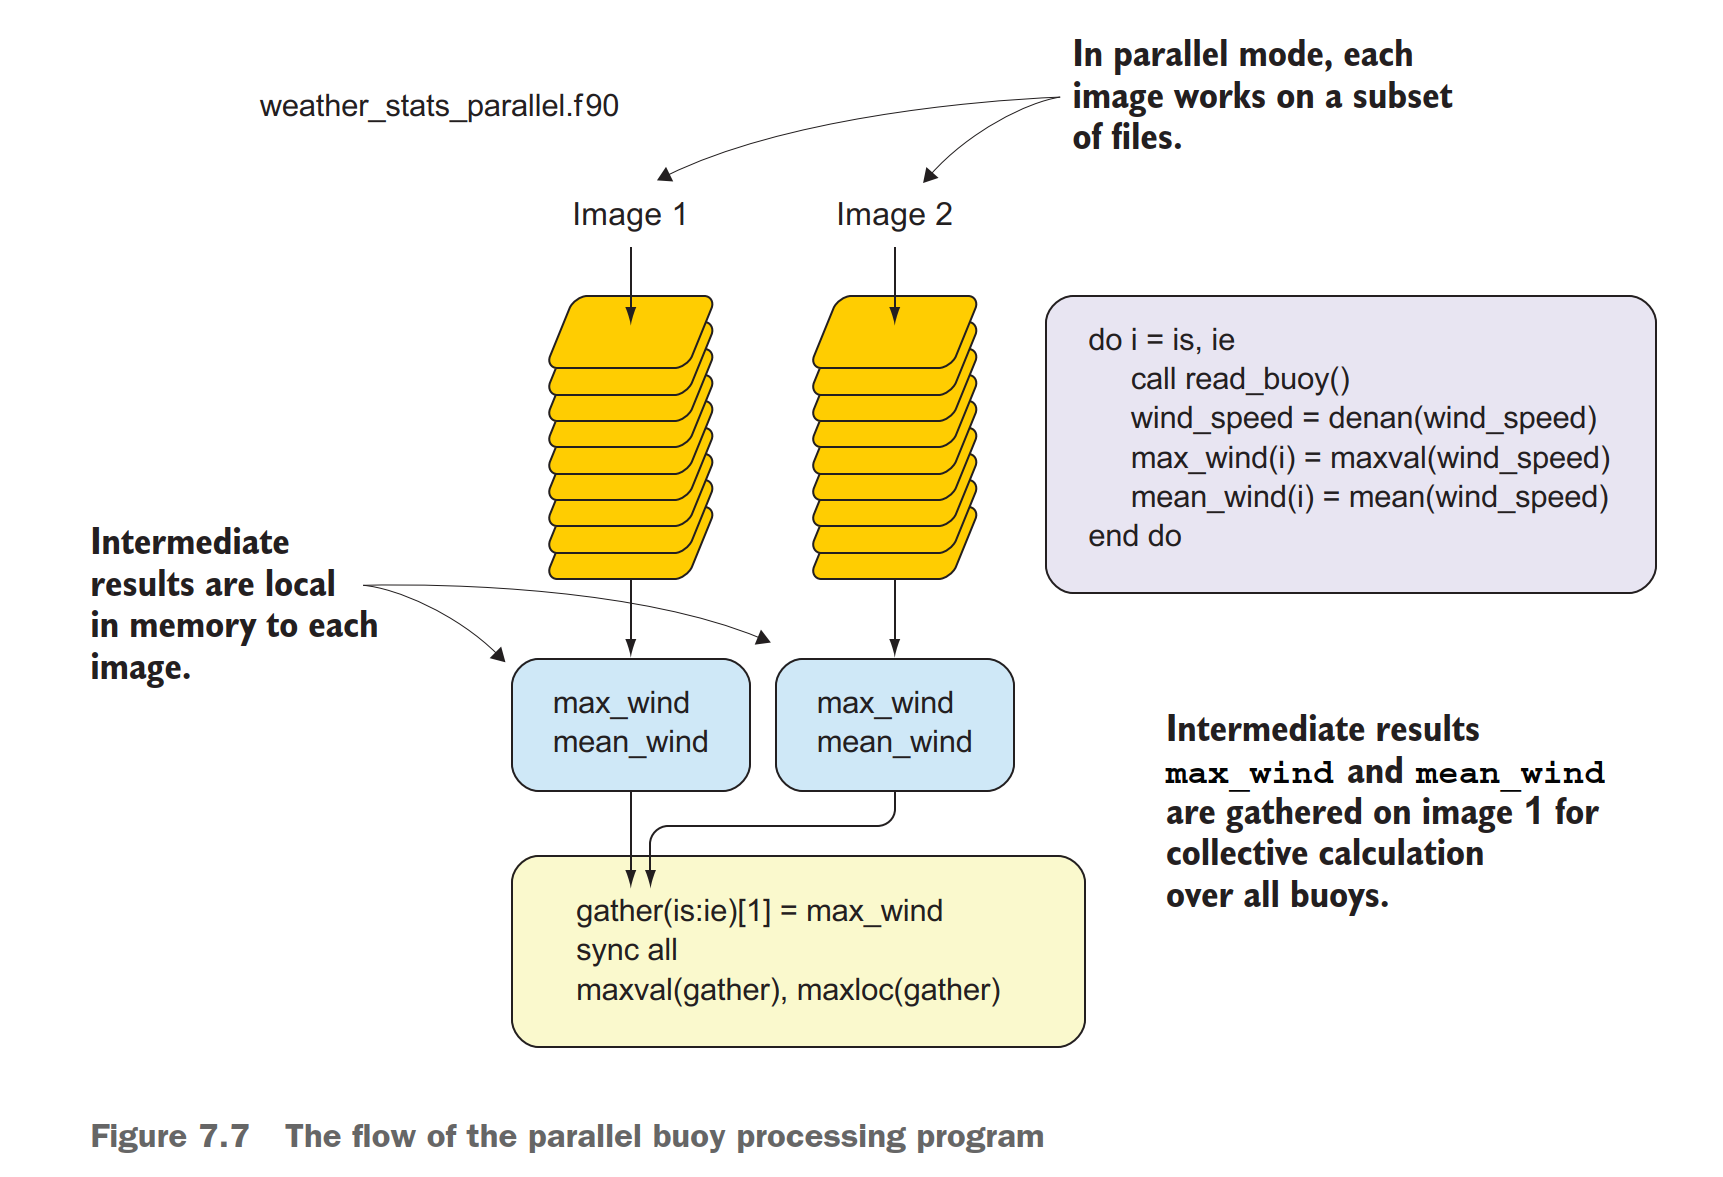 weather_stats_parallel.f90
In parallel mode, each
image works on a subset
of files.
Image 1
Image 2
do i = is, ie
call read_buoy()
wind_speed = denan(wind_speed)
max_wind(i) = maxval(wind_speed)
mean_wind(i) = mean(wind_speed)
end do
Intermediate
results are local
in memory to each
image.
max_wind
mean_wind
max_wind
mean_wind
Intermediate results
max_wind and mean_wind
are gathered on image 1 for
collective calculation
over all buoys.
gather(is:ie)[1] = max_wind
sync all
maxval(gather), maxloc(gather)
Figure 7.7 The flow of the parallel buoy processing program